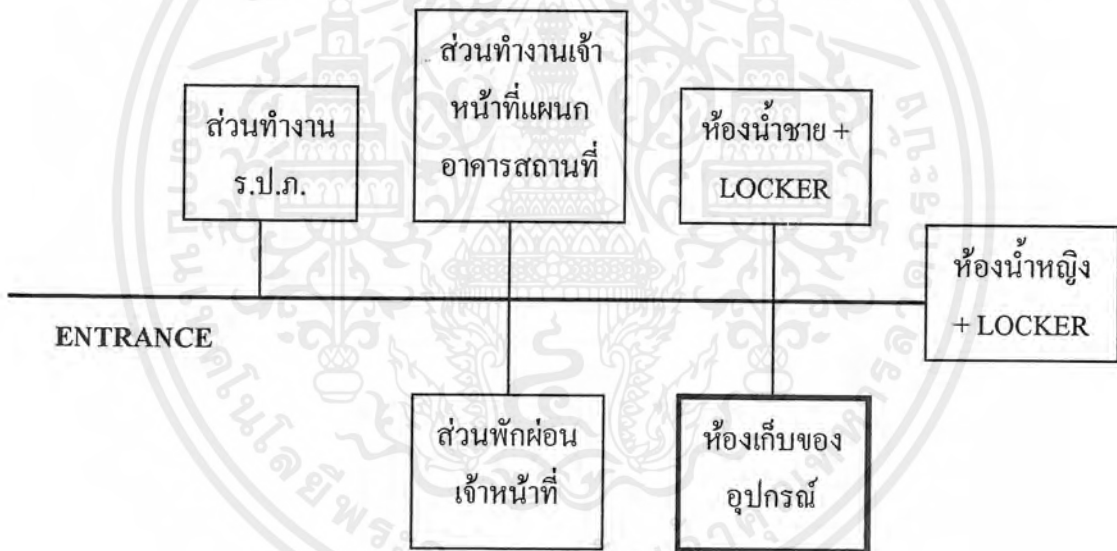 ส่วนทำงานเจ้า
หน้าที่แผนก
อาคารสถานที่
ส่วนทำงาน
ร.ป.ภ.
ห้องน้ำชาย +
LOCKER
ห้องน้ำหญิง
+ LOCKER
ENTRANCE
ส่วนพักผ่อน
เจ้าหน้าที่
ห้องเก็บของ
อุปกรณ์